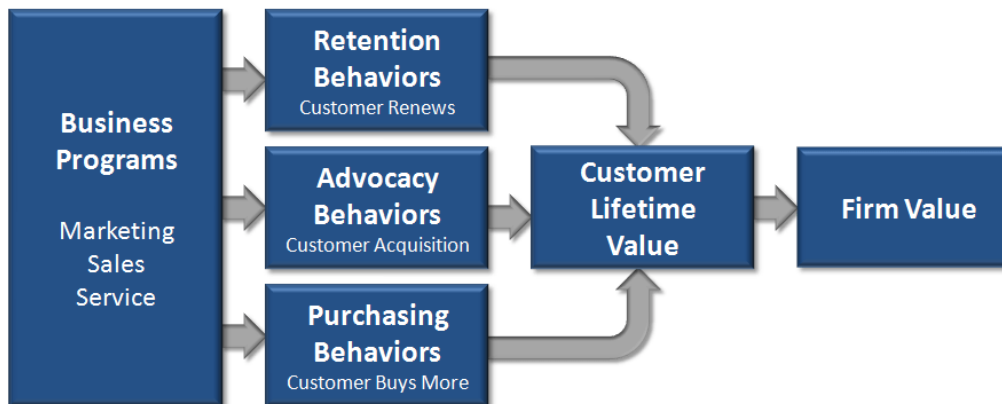 Business
Programs
Marketing
Sales
Service
Retention
Behaviors
Customer Renews
Advocacy
Behaviors
Customer Acquisition
Purchasing
Behaviors
Customer Buys More
Customer
Lifetime
Value
Firm Value